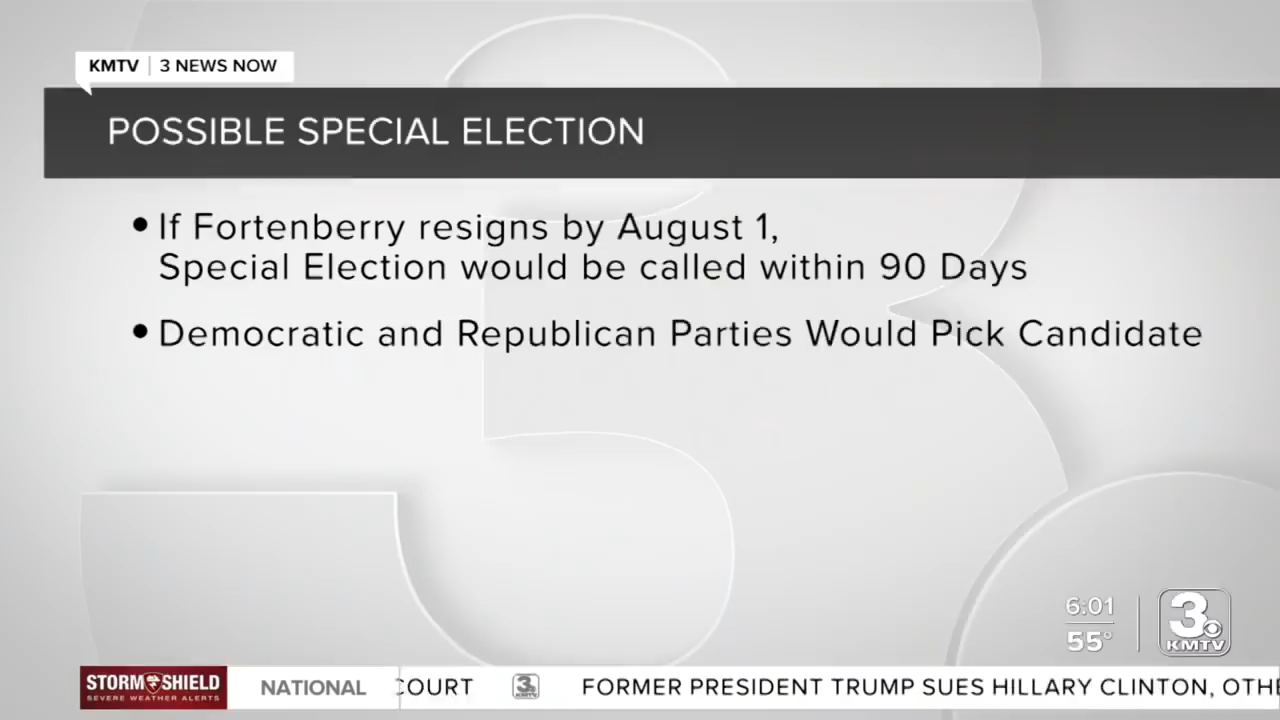 KMTV | 3 NEWS NOW
POSSIBLE SPECIAL ELECTION
• If Fortenberry resigns by August 1,
Special Election would be called within 90 Days
• Democratic and Republican Parties Would Pick Candidate
6:01
55°
3
KMTV
STORM SHIELD
SEVERE WEATHER ALERTS
NATIONAL
COURT
3
KMTV
FORMER PRESIDENT TRUMP SUES HILLARY CLINTON, OTHE